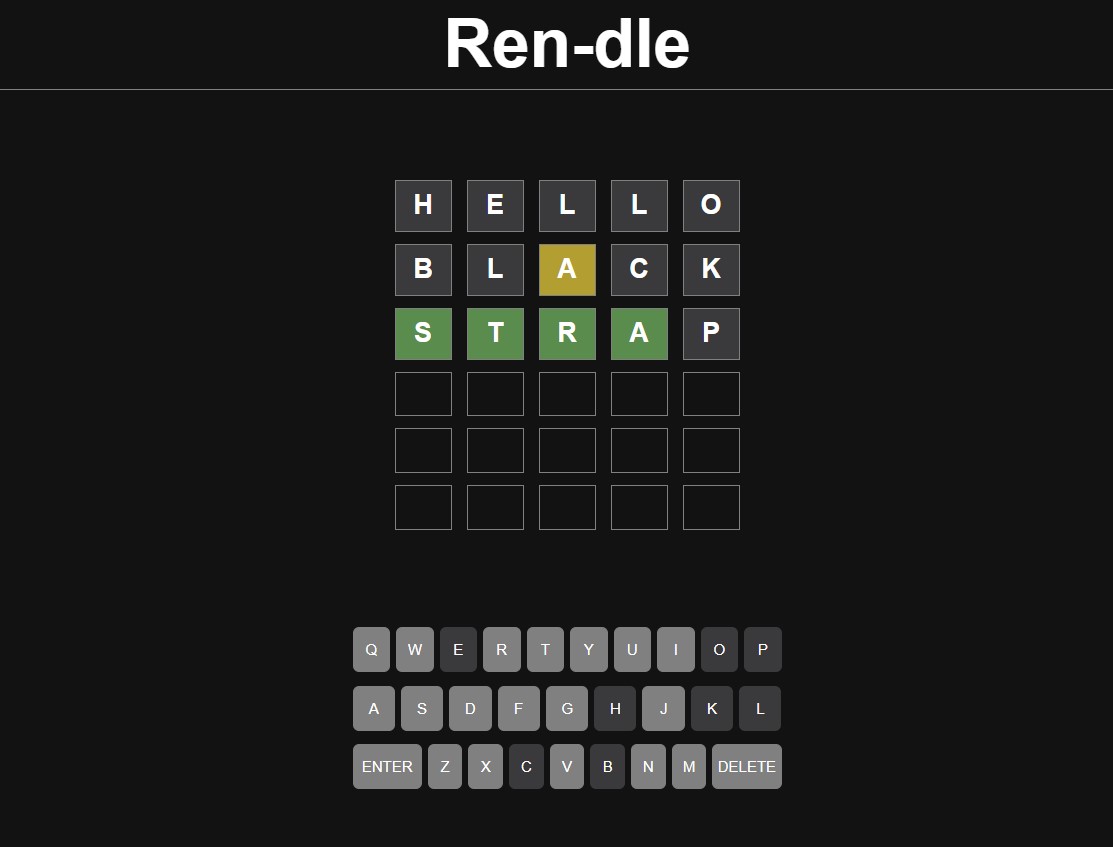 Ren-dle
H E L L O
B L A C K
S T R A P
Q W E R T Y U I O P
A S D F G H J K L
ENTER Z X C V B N M DELETE